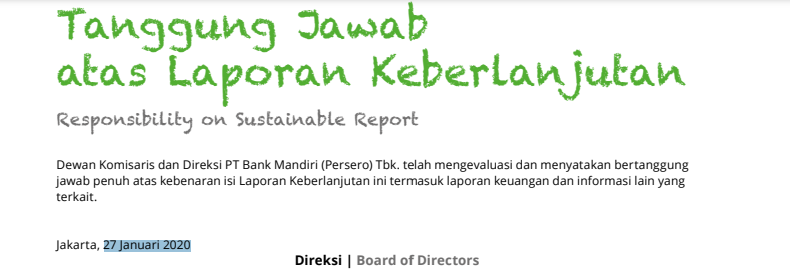 Tanggung Jawab
atas Laporan Keberlanjutan
Responsibility on Sustainable Report
Dewan Komisaris dan Direksi PT Bank Mandiri (Persero) Tbk. telah mengevaluasi dan menyatakan bertanggung
jawab penuh atas kebenaran isi Laporan Keberlanjutan ini termasuk laporan keuangan dan informasi lain yang
terkait.
Jakarta, 27 Januari 2020
Direksi | Board of Directors